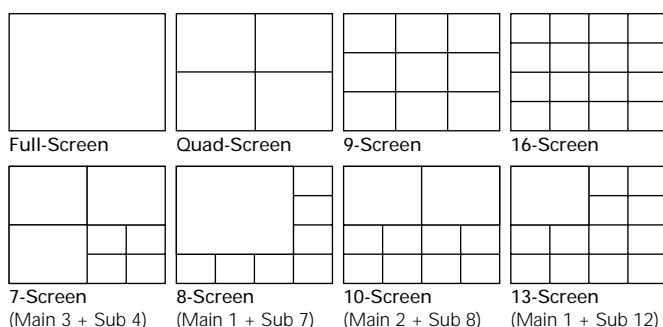 Full-Screen
Quad-Screen
9-Screen
16-Screen
7-Screen
(Main 3 + Sub 4)
8-Screen
(Main 1 + Sub 7)
10-Screen
(Main 2 + Sub 8)
13-Screen
(Main 1 + Sub 12)